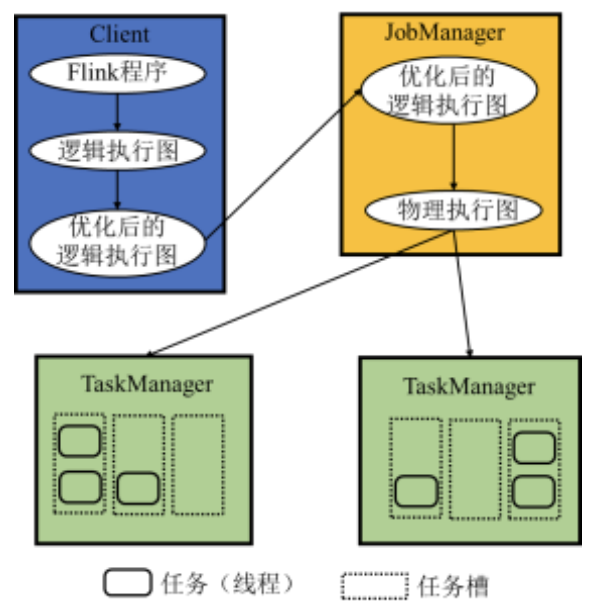 Client
Flink程序
逻辑执行图
优化后的
逻辑执行图
JobManager
优化后的
逻辑执行图
物理执行图
TaskManager
TaskManager
任务（线程）
任务槽